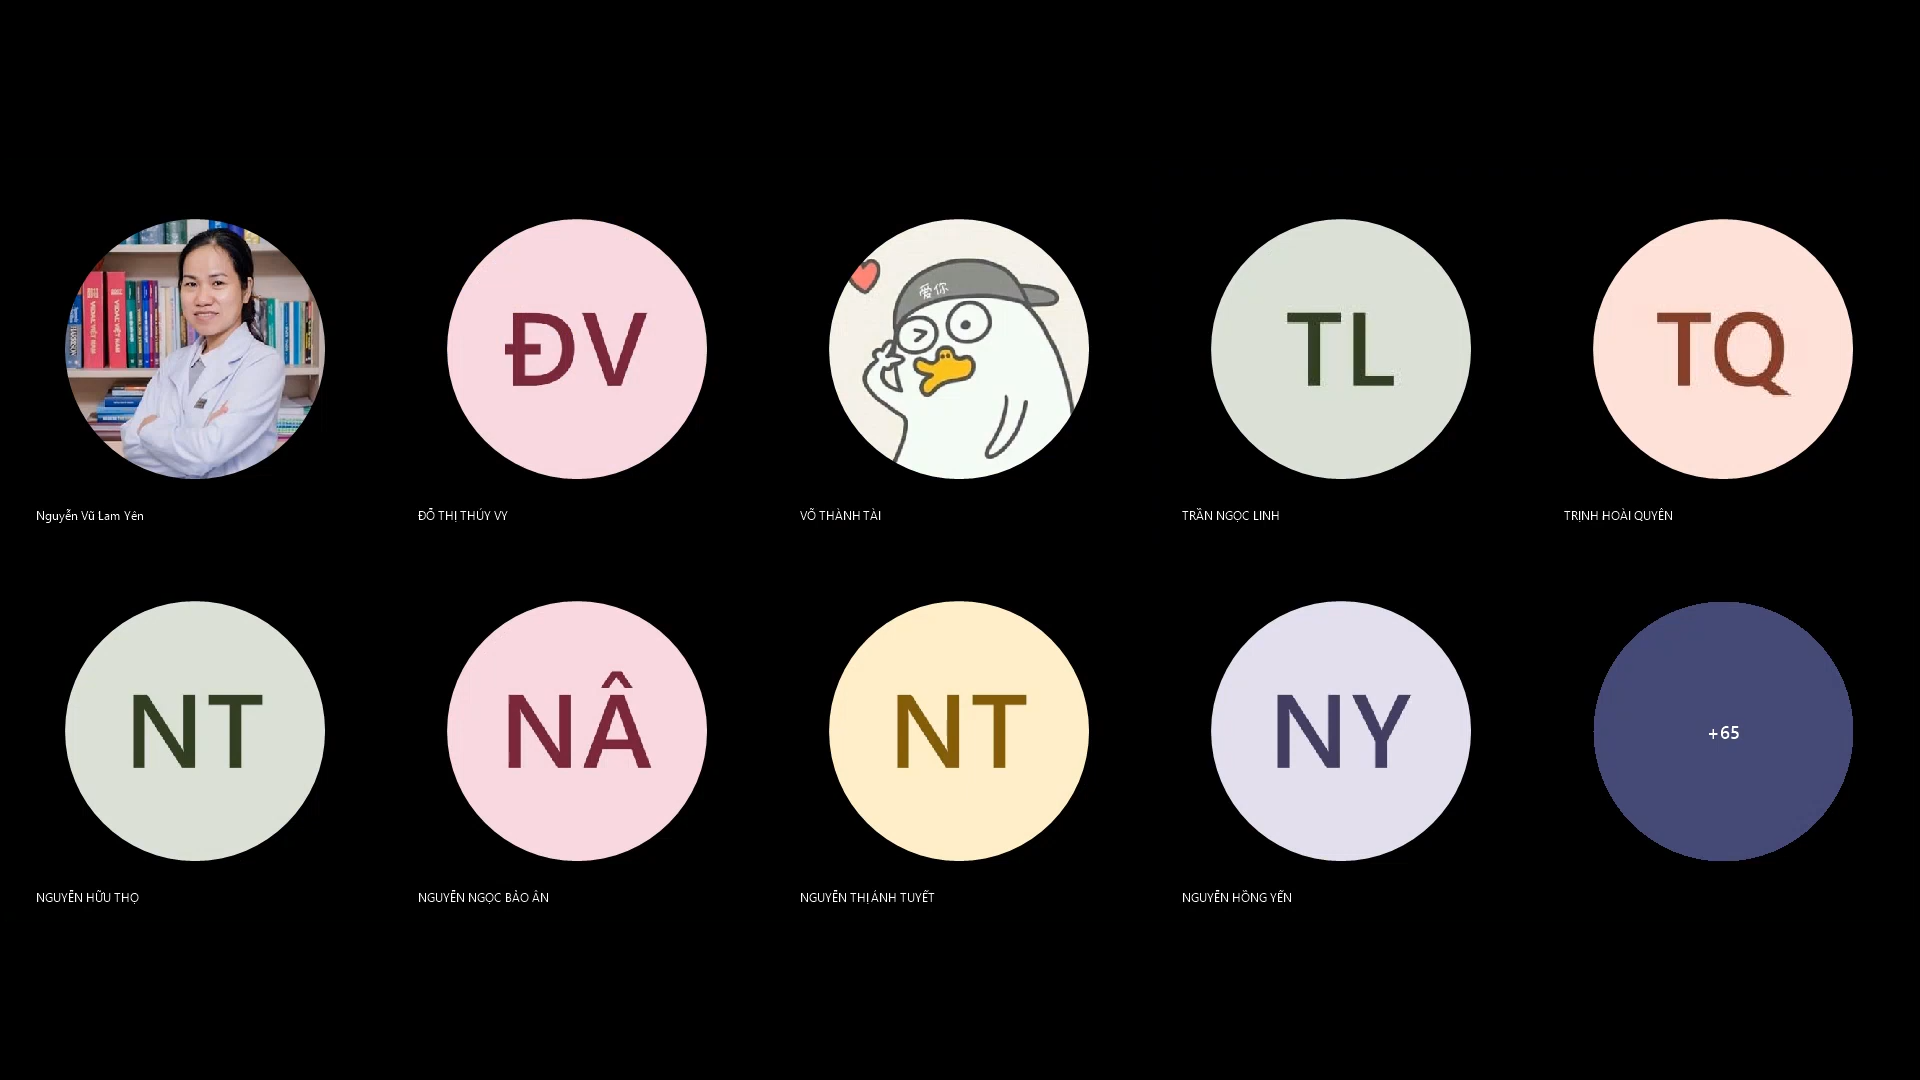 爱你
ĐV
TL
TQ
Nguyễn Vũ Lam Yên
ĐỖ THỊ THÚY VY
VÕ THÀNH TÀI
TRẦN NGỌC LINH
TRỊNH HOÀI QUYÊN
NT
NÂ
NT
NY
+65
NGUYỄN HỮU THỌ
NGUYỄN NGỌC BẢO ÂN
NGUYỄN THỊ ÁNH TUYẾT
NGUYỄN HỒNG YẾN